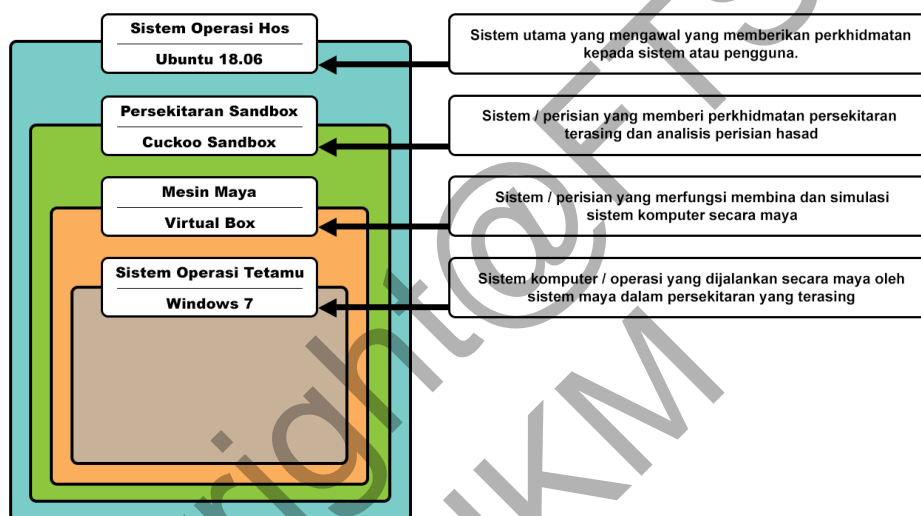 Sistem Operasi Hos
Ubuntu 18.06
Sistem utama yang mengawal yang memberikan perkhidmatan
kepada sistem atau pengguna.
Persekitaran Sandbox
Cuckoo Sandbox
Sistem / perisian yang memberi perkhidmatan persekitaran
terasing dan analisis perisian hasad
Mesin Maya
Virtual Box
Sistem / perisian yang merfungsi membina dan simulasi
sistem komputer secara maya
Sistem Operasi Tetamu
Windows 7
Sistem komputer / operasi yang dijalankan secara maya oleh
sistem maya dalam persekitaran yang terasing
right@FTS
UKM